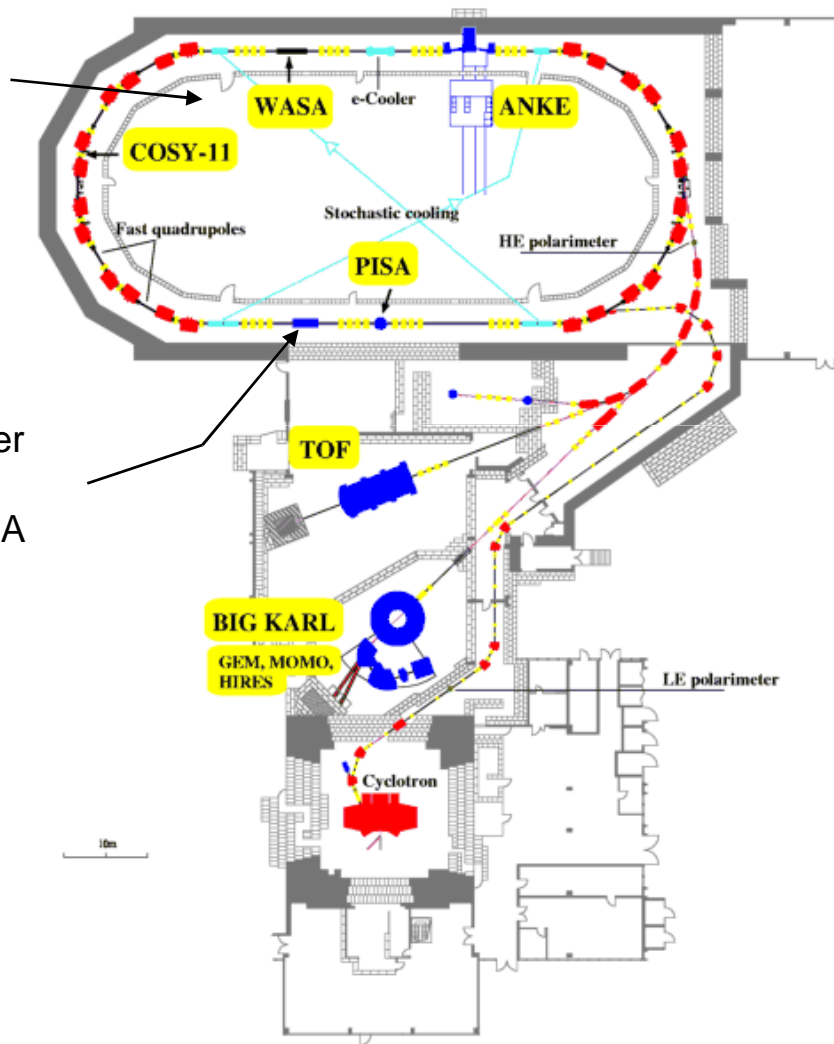 WASA
e-Cooler
ANKE
COSY-11
Stochastic cooling
Fast quadrupoles
HE polarimeter
PISA
er
TOF
A
BIG KARL
GEM, MOMO,
HIRES
LE polarimeter
Cyclotron
10m